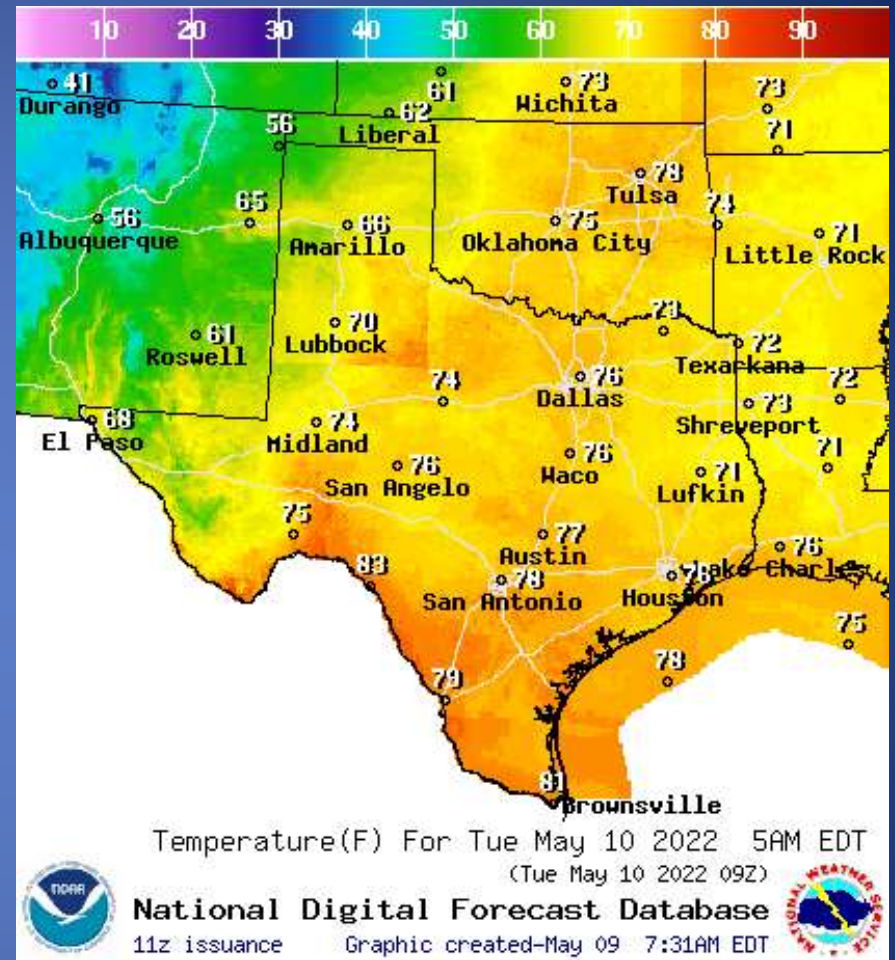 10 20 30 40 50 60 70 80 90
41
Durango
61
73
Wichita
73
62
Liberal
56
71
78
Tulsa
56
Albuquerque
65
66
Amarillo
75
Oklahoma City
74
71
Little Rock
61
Roswell
70
Lubbock
73
72
Texarkana
76
Dallas
74
73
Shreveport
72
68
El Paso
74
Midland
76
San Angelo
76
Waco
71
Lufkin
71
75
77
Austin
76
Lake Charles
83
78
San Antonio
78
Houston
75
78
79
81
Brownsville
Temperature(F) For Tue May 10 2022 5AM EDT
(Tue May 10 2022 09Z)
NOAA
National Digital Forecast Database
NATIONAL WEATHER SERVICE
11z issuance Graphic created-May 09 7:31AM EDT